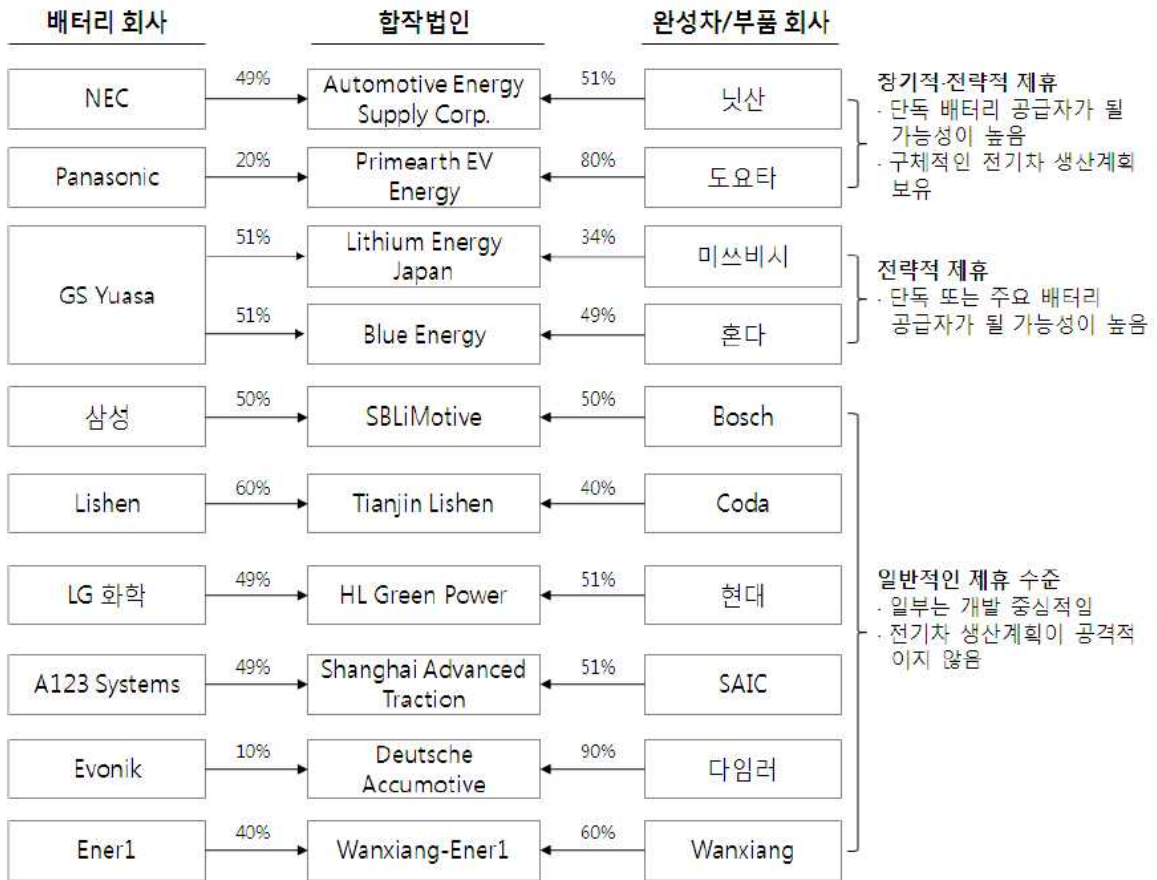 배터리 회사
합작법인
완성차/부품 회사
NEC
49%
Automotive Energy
Supply Corp.
51%
닛산
Panasonic
20%
Primearth EV
Energy
80%
도요타
장기적·전략적 제휴
· 단독 배터리 공급자가 될
가능성이 높음
· 구체적인 전기차 생산계획
보유
GS Yuasa
51%
Lithium Energy
Japan
34%
미쓰비시
51%
Blue Energy
49%
혼다
전략적 제휴
· 단독 또는 주요 배터리
공급자가 될 가능성이 높음
삼성
50%
SBLiMotive
50%
Bosch
Lishen
60%
Tianjin Lishen
40%
Coda
LG 화학
49%
HL Green Power
51%
현대
A123 Systems
49%
Shanghai Advanced
Traction
51%
SAIC
Evonik
10%
Deutsche
Accumotive
90%
다임러
Ener1
40%
Wanxiang-Ener1
60%
Wanxiang
일반적인 제휴 수준
· 일부는 개발 중심적임
· 전기차 생산계획이 공격적
이지 않음